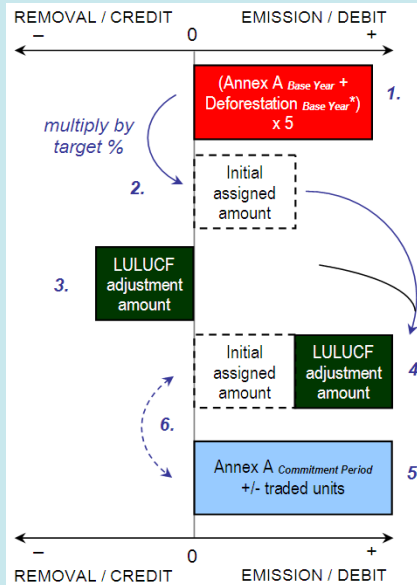 REMOVAL / CREDIT
EMISSION / DEBIT
– 0 +
(Annex A Base Year +
Deforestation Base Year*)
x 5
1.
multiply by
target %
2.
Initial
assigned
amount
3.
LULUCF
adjustment
amount
Initial
assigned
amount
LULUCF
adjustment
amount
4
6.
Annex A Commitment Period
+/- traded units
5
– 0 +
REMOVAL / CREDIT
EMISSION / DEBIT